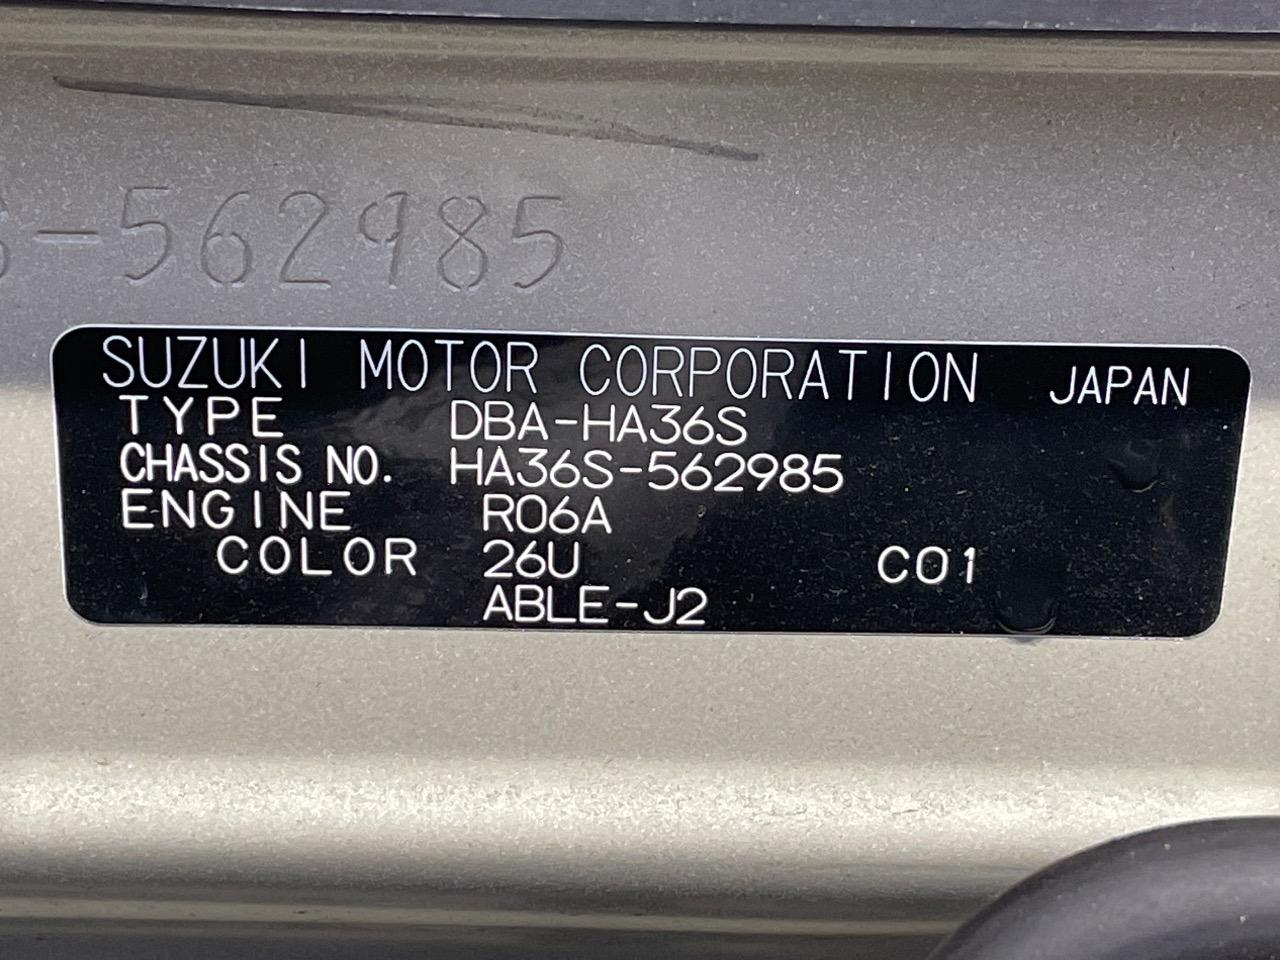 -562985
SUZUKI MOTOR CORPORATION JAPAN
TYPE DBA-HA36S
CHASSIS NO. HA36S-562985
ENGINE R06A
COLOR 26U C01
ABLE-J2